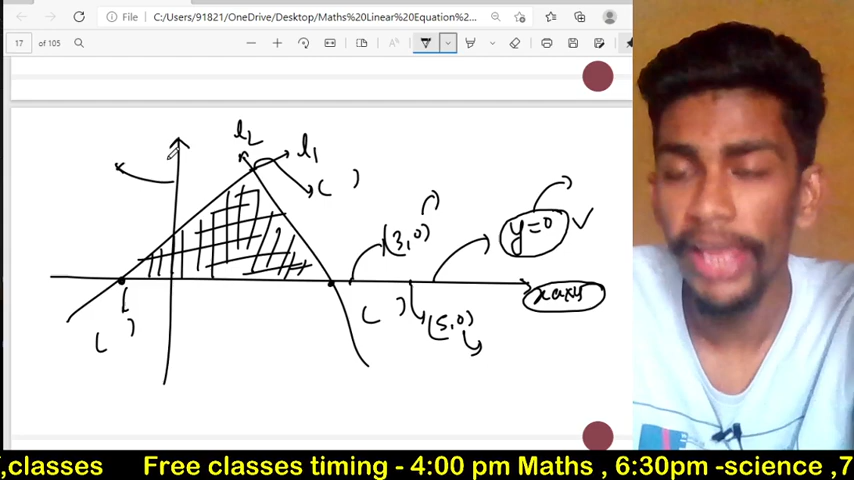 File C:/Users/91821/OneDrive/Desktop/Maths%20Linear%20Equation%2...
17 of 105
l2
l1
( )
(3,0)
y=0
x axis
( )
( )
(5,0)
,classes Free classes timing - 4:00 pm Maths , 6:30pm -science ,7